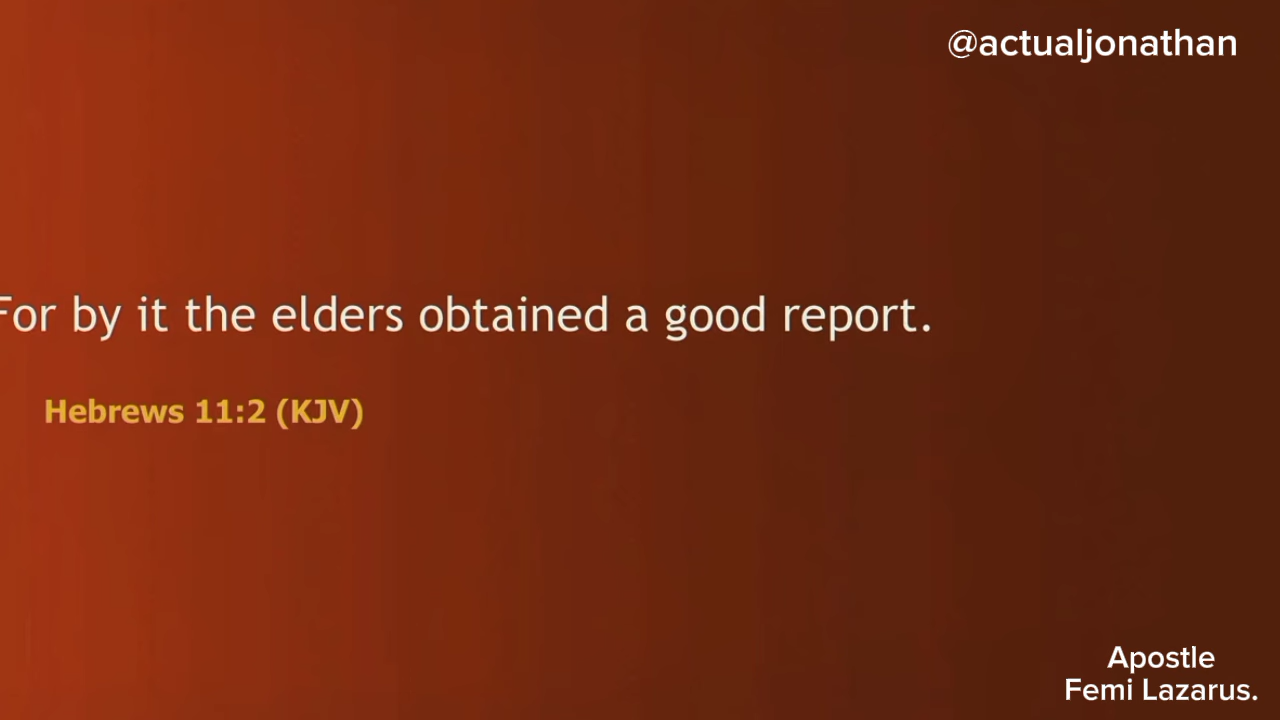 @actualjonathan
For by it the elders obtained a good report.
Hebrews 11:2 (KJV)
Apostle
Femi Lazarus.